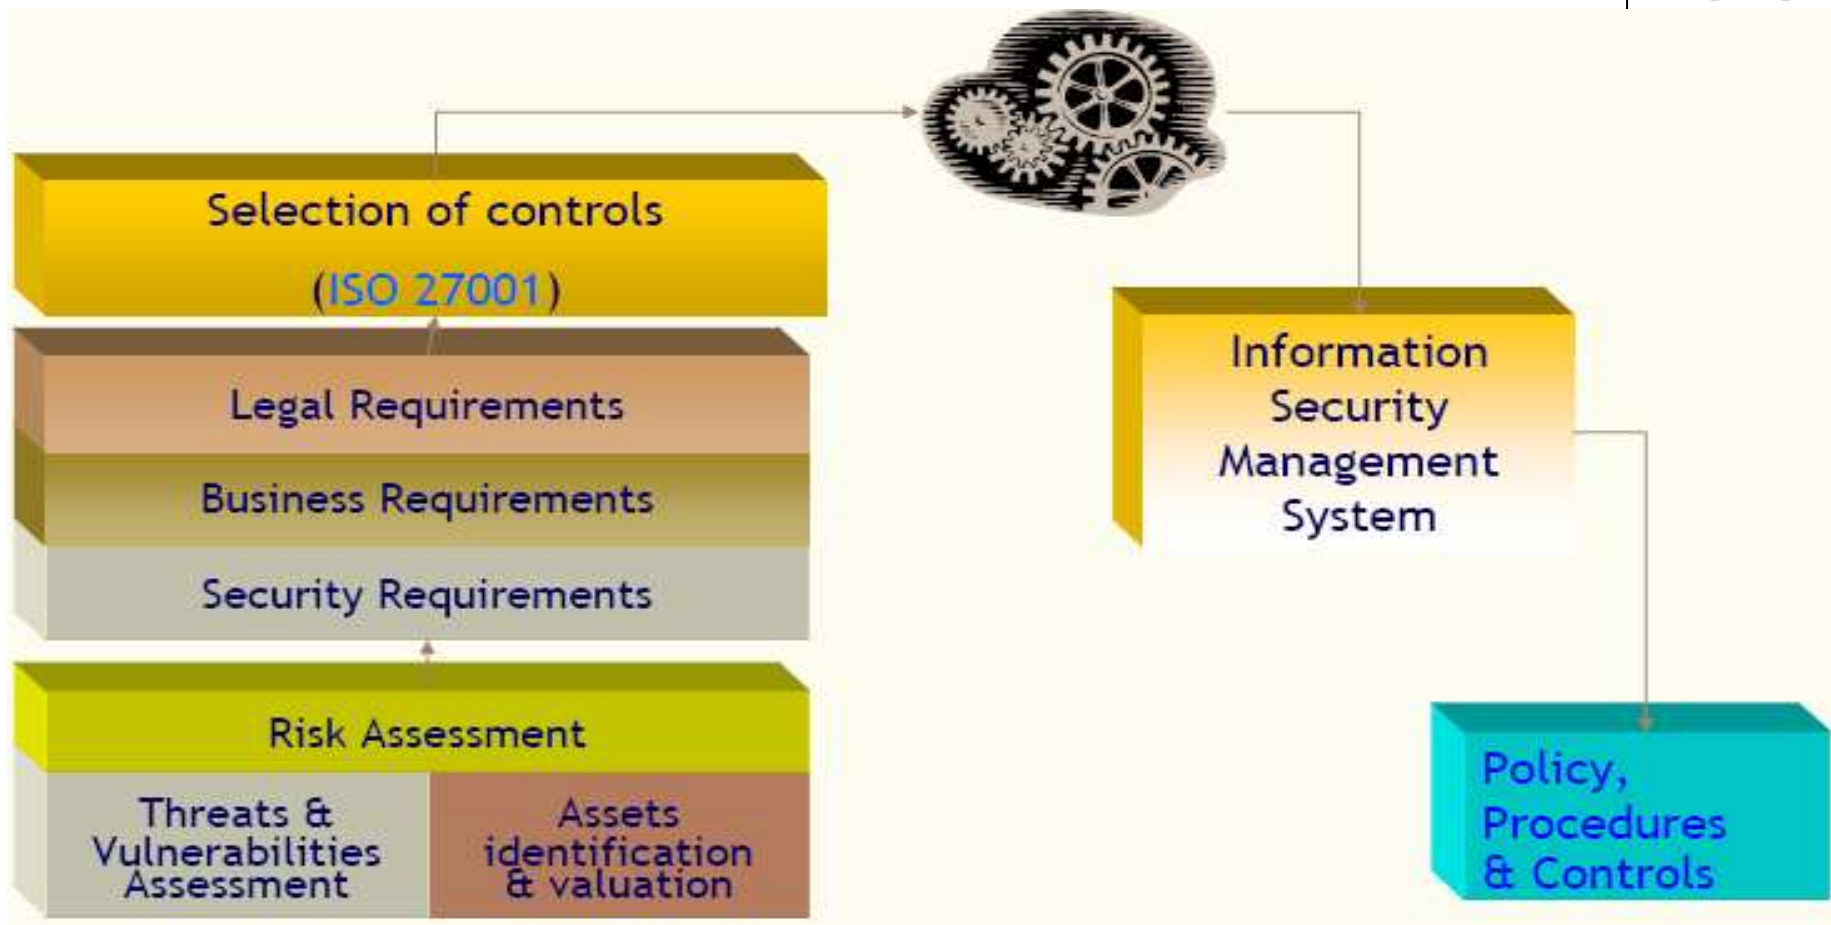 Selection of controls
(ISO 27001)
Legal Requirements
Business Requirements
Security Requirements
Risk Assessment
Threats &
Vulnerabilities
Assessment
Assets
identification
& valuation
Information
Security
Management
System
Policy,
Procedures
& Controls